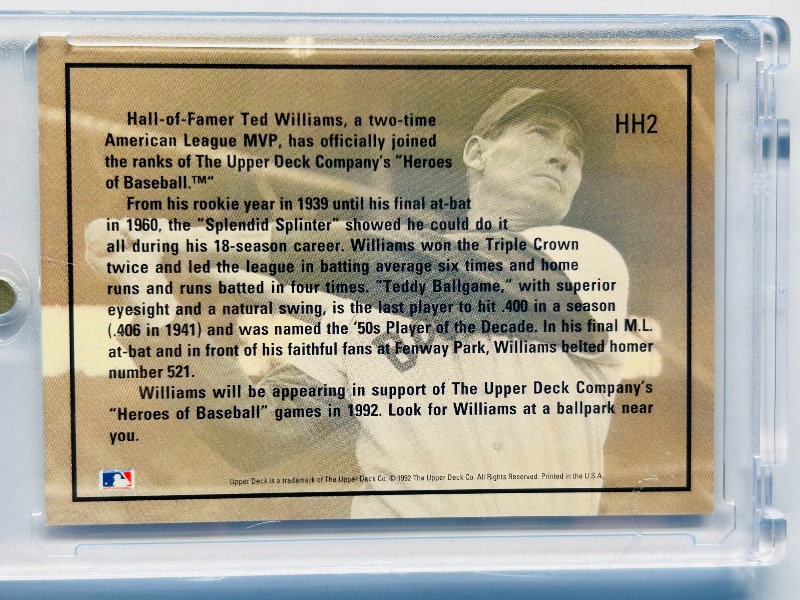 HH2
Hall-of-Famer Ted Williams, a two-time
American League MVP, has officially joined
the ranks of The Upper Deck Company's "Heroes
of Baseball.™"
From his rookie year in 1939 until his final at-bat
in 1960, the "Splendid Splinter" showed he could do it
all during his 18-season career. Williams won the Triple Crown
twice and led the league in batting average six times and home
runs and runs batted in four times. "Teddy Ballgame," with superior
eyesight and a natural swing, is the last player to hit .400 in a season
(.406 in 1941) and was named the '50s Player of the Decade. In his final M.L.
at-bat and in front of his faithful fans at Fenway Park, Williams belted homer
number 521.
Williams will be appearing in support of The Upper Deck Company's
"Heroes of Baseball" games in 1992. Look for Williams at a ballpark near
you.
Upper Deck is a trademark of The Upper Deck Co. © 1992 The Upper Deck Co. All Rights Reserved. Printed in the U.S.A.